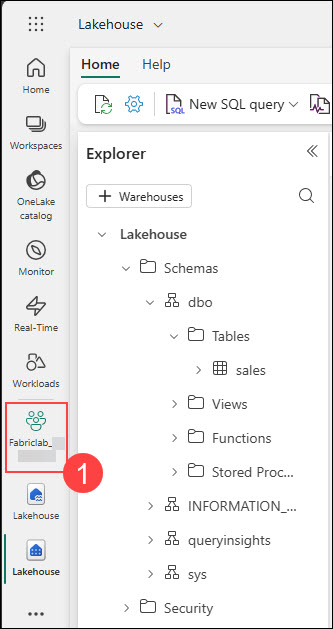 Lakehouse
Home
Help
New SQL query
Explorer
+ Warehouses
Lakehouse
Schemas
dbo
Tables
sales
Views
Functions
Stored Proc...
INFORMATION_...
queryinsights
sys
Security
Home
Workspaces
OneLake
catalog
Monitor
Real-Time
Workloads
Fabriclab_
1
Lakehouse
Lakehouse